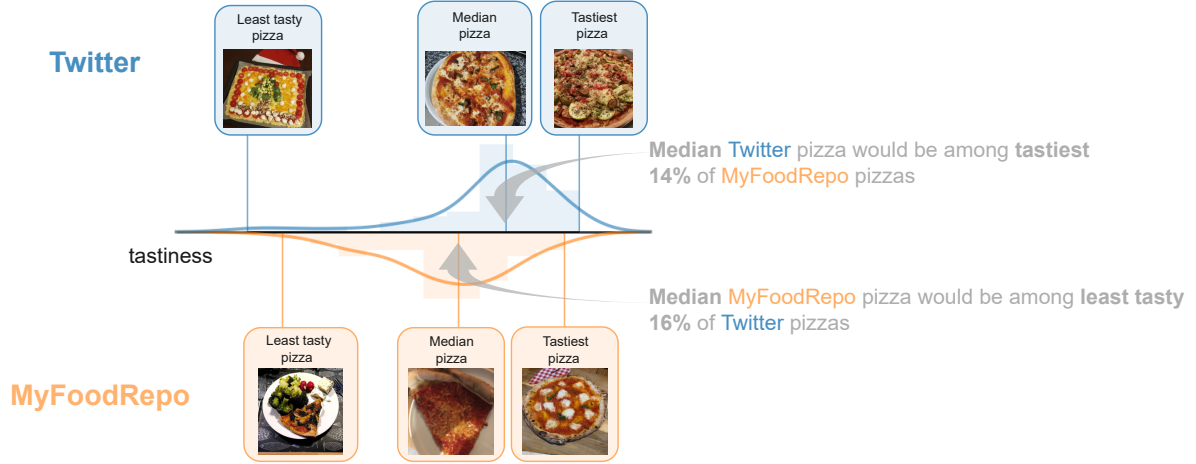 Twitter
Least tasty
pizza
Median
pizza
Tastiest
pizza
Median Twitter pizza would be among tastiest
14% of MyFoodRepo pizzas
tastiness
Median MyFoodRepo pizza would be among least tasty
16% of Twitter pizzas
MyFoodRepo
Least tasty
pizza
Median
pizza
Tastiest
pizza